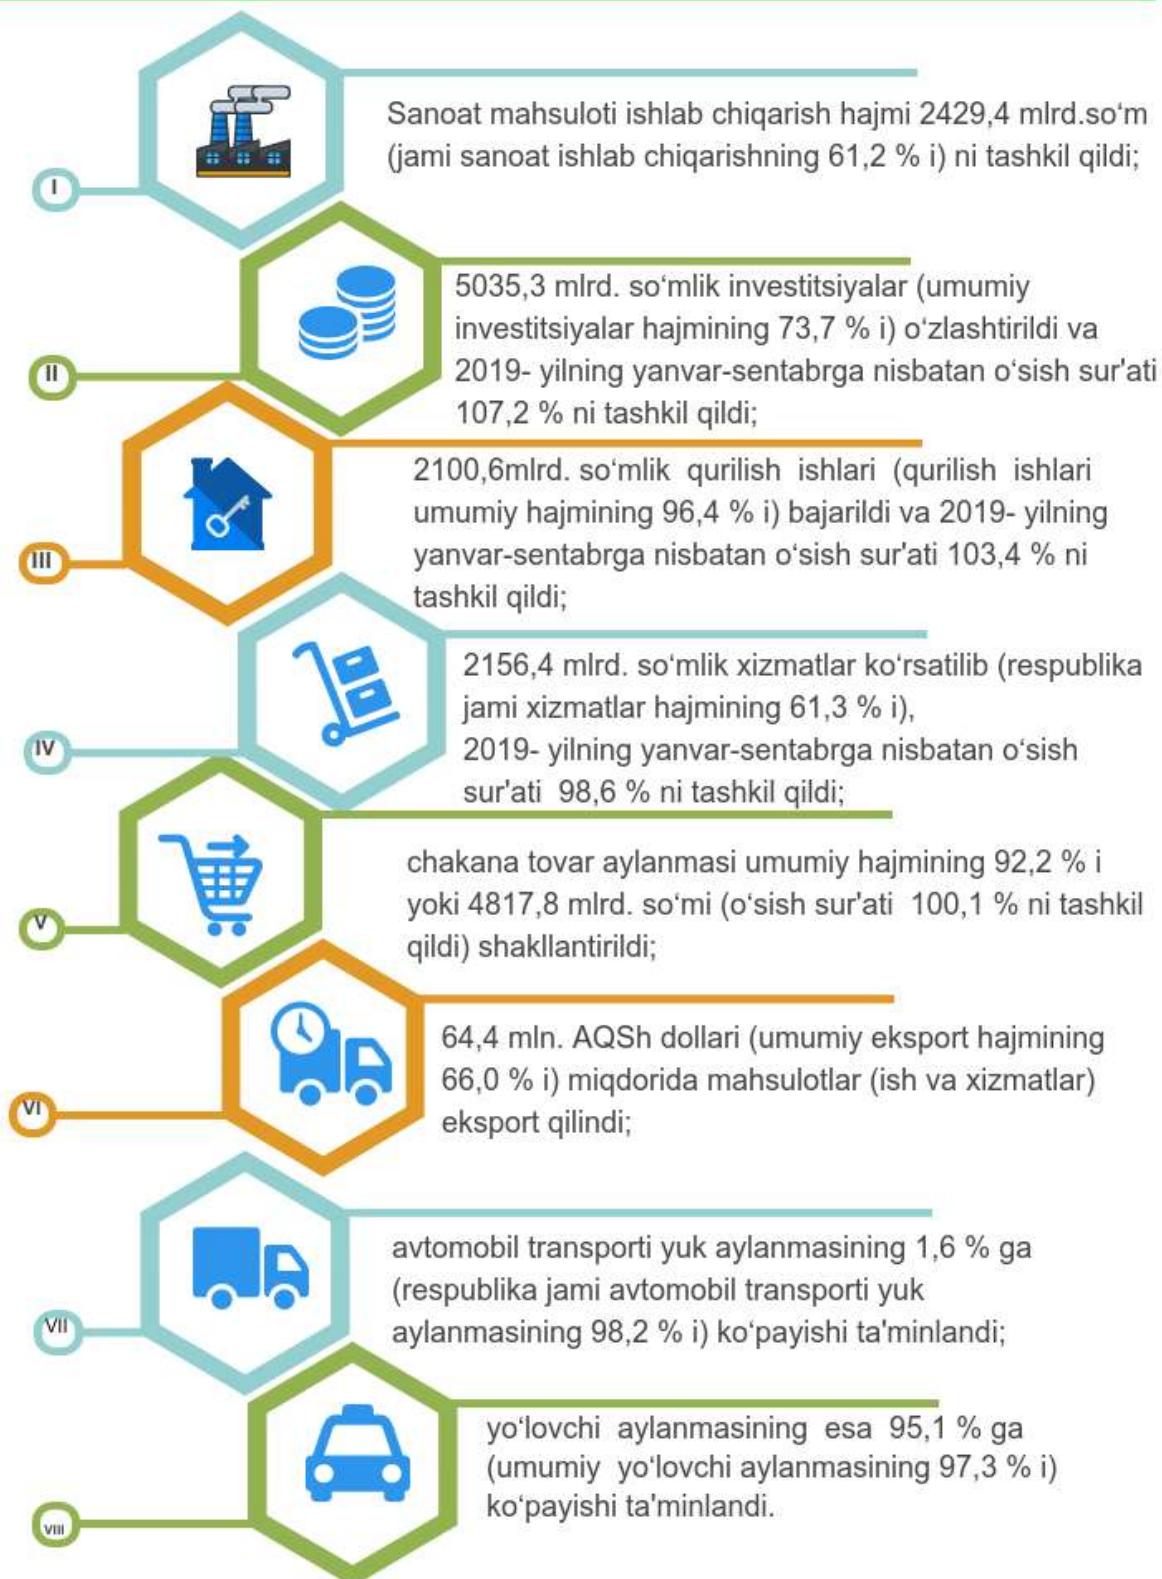 I
Sanoat mahsuloti ishlab chiqarish hajmi 2429,4 mlrd.so‘m
(jami sanoat ishlab chiqarishning 61,2 % i) ni tashkil qildi;
II
5035,3 mlrd. so‘mlik investitsiyalar (umumiy
investitsiyalar hajmining 73,7 % i) o‘zlashtirildi va
2019- yilning yanvar-sentabrga nisbatan o‘sish sur'ati
107,2 % ni tashkil qildi;
III
2100,6mlrd. so‘mlik qurilish ishlari (qurilish ishlari
umumiy hajmining 96,4 % i) bajarildi va 2019- yilning
yanvar-sentabrga nisbatan o‘sish sur'ati 103,4 % ni
tashkil qildi;
IV
2156,4 mlrd. so‘mlik xizmatlar ko‘rsatilib (respublika
jami xizmatlar hajmining 61,3 % i),
2019- yilning yanvar-sentabrga nisbatan o‘sish
sur'ati 98,6 % ni tashkil qildi;
V
chakana tovar aylanmasi umumiy hajmining 92,2 % i
yoki 4817,8 mlrd. so‘mi (o‘sish sur'ati 100,1 % ni tashkil
qildi) shakllantirildi;
VI
64,4 mln. AQSh dollari (umumiy eksport hajmining
66,0 % i) miqdorida mahsulotlar (ish va xizmatlar)
eksport qilindi;
VII
avtomobil transporti yuk aylanmasining 1,6 % ga
(respublika jami avtomobil transporti yuk
aylanmasining 98,2 % i) ko‘payishi ta'minlandi;
VIII
yo‘lovchi aylanmasining esa 95,1 % ga
(umumiy yo‘lovchi aylanmasining 97,3 % i)
ko‘payishi ta'minlandi.